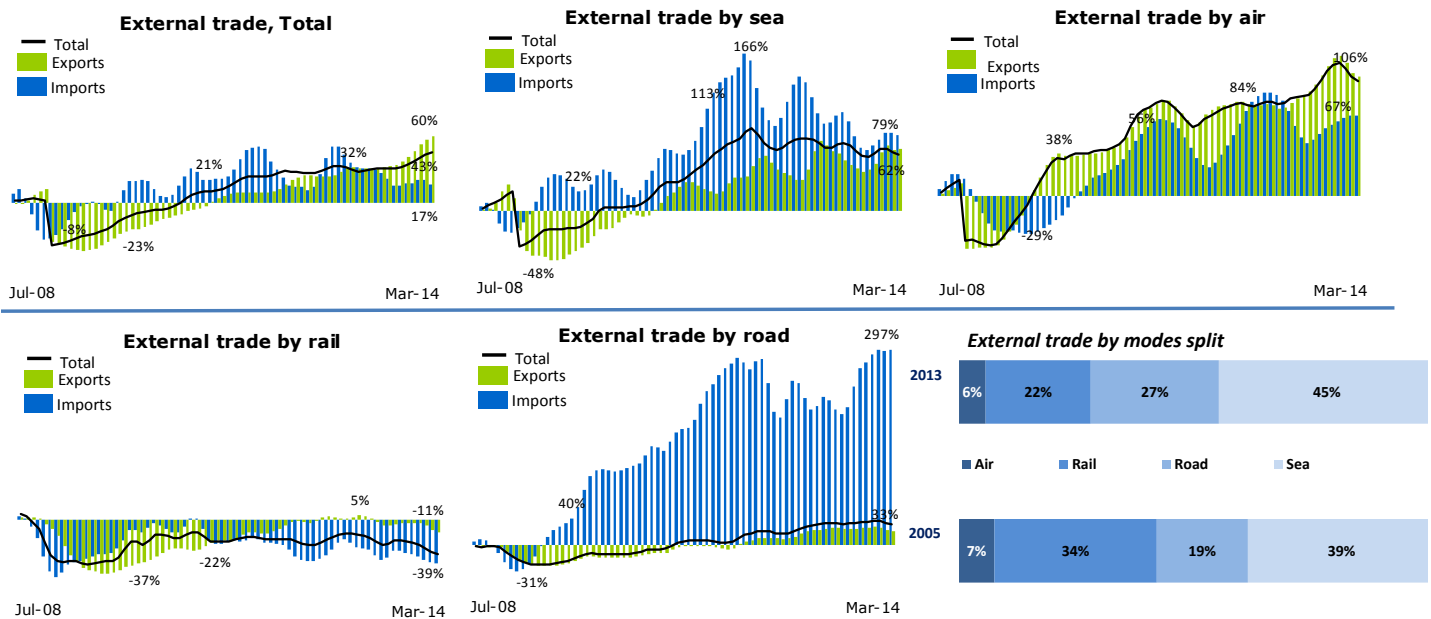 External trade, Total
Total
Exports
Imports
60%
43%
32%
21%
17%
-8%
-23%
Jul-08
Mar-14
External trade by sea
Total
Exports
Imports
166%
113%
79%
62%
22%
-48%
Jul-08
Mar-14
External trade by air
Total
Exports
Imports
106%
84%
67%
56%
38%
-29%
Jul-08
Mar-14
External trade by rail
Total
Exports
Imports
5%
-11%
-22%
-37%
-39%
Jul-08
Mar-14
External trade by road
Total
Exports
Imports
297%
40%
33%
-31%
Jul-08
Mar-14
External trade by modes split
2013
6%
22%
27%
45%
Air
Rail
Road
Sea
2005
7%
34%
19%
39%